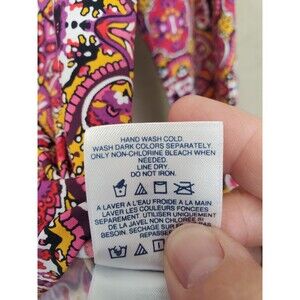 HAND WASH COLD
WASH DARK COLORS SEPARATELY
ONLY NON-CHLORINE BLEACH WHEN
NEEDED.
LINE DRY.
DO NOT IRON.
A LAVER A L'EAU FROIDE A LA MAIN
LAVER LES COULEURS FONCEES
SEPAREMENT. UTILISER UNIQUEMENT
DE LA JAVEL NON CHLOREE SI
BESOIN. SECHAGE SUR
REPASSER